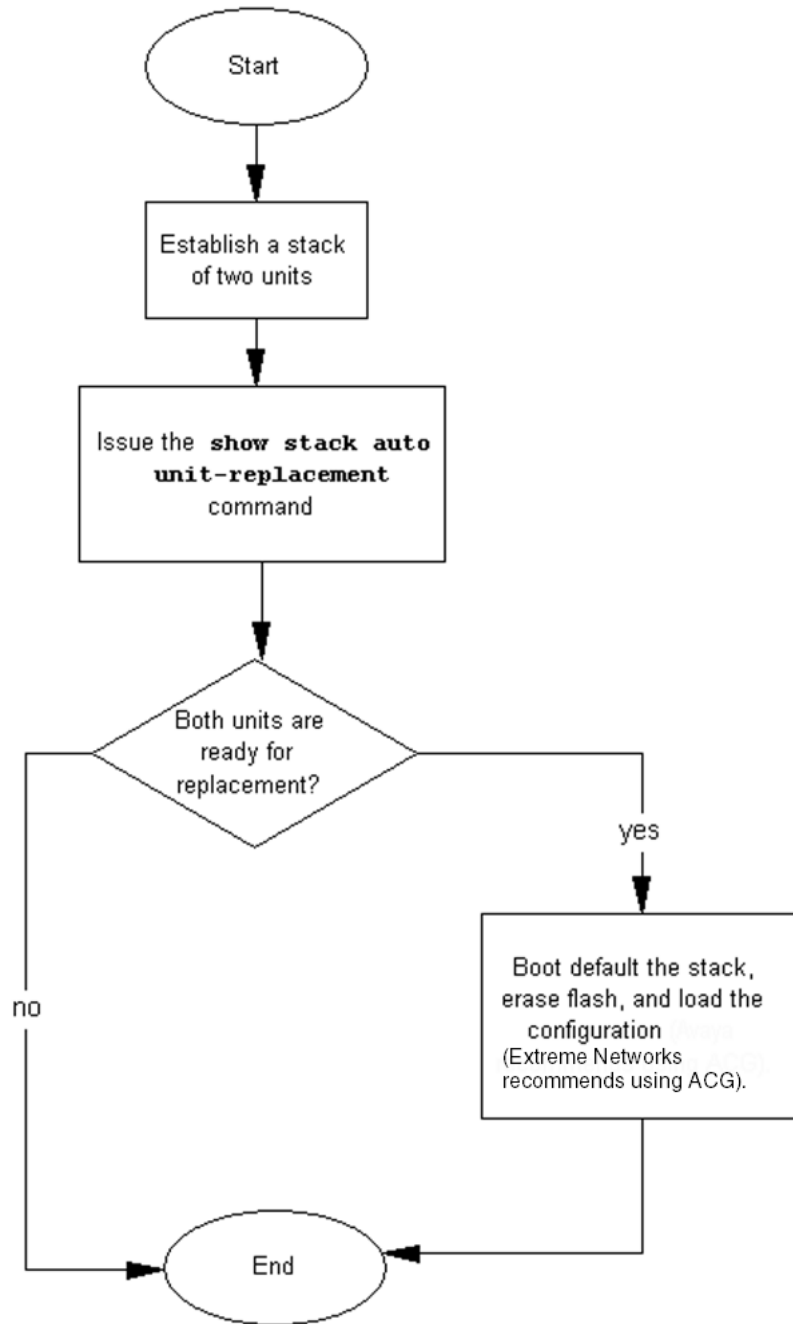 Start
Establish a stack
of two units
Issue the show stack auto
unit-replacement
command
Both units are
ready for
replacement?
yes
no
Boot default the stack,
erase flash, and load the
configuration
(Extreme Networks
recommends using ACG).
End